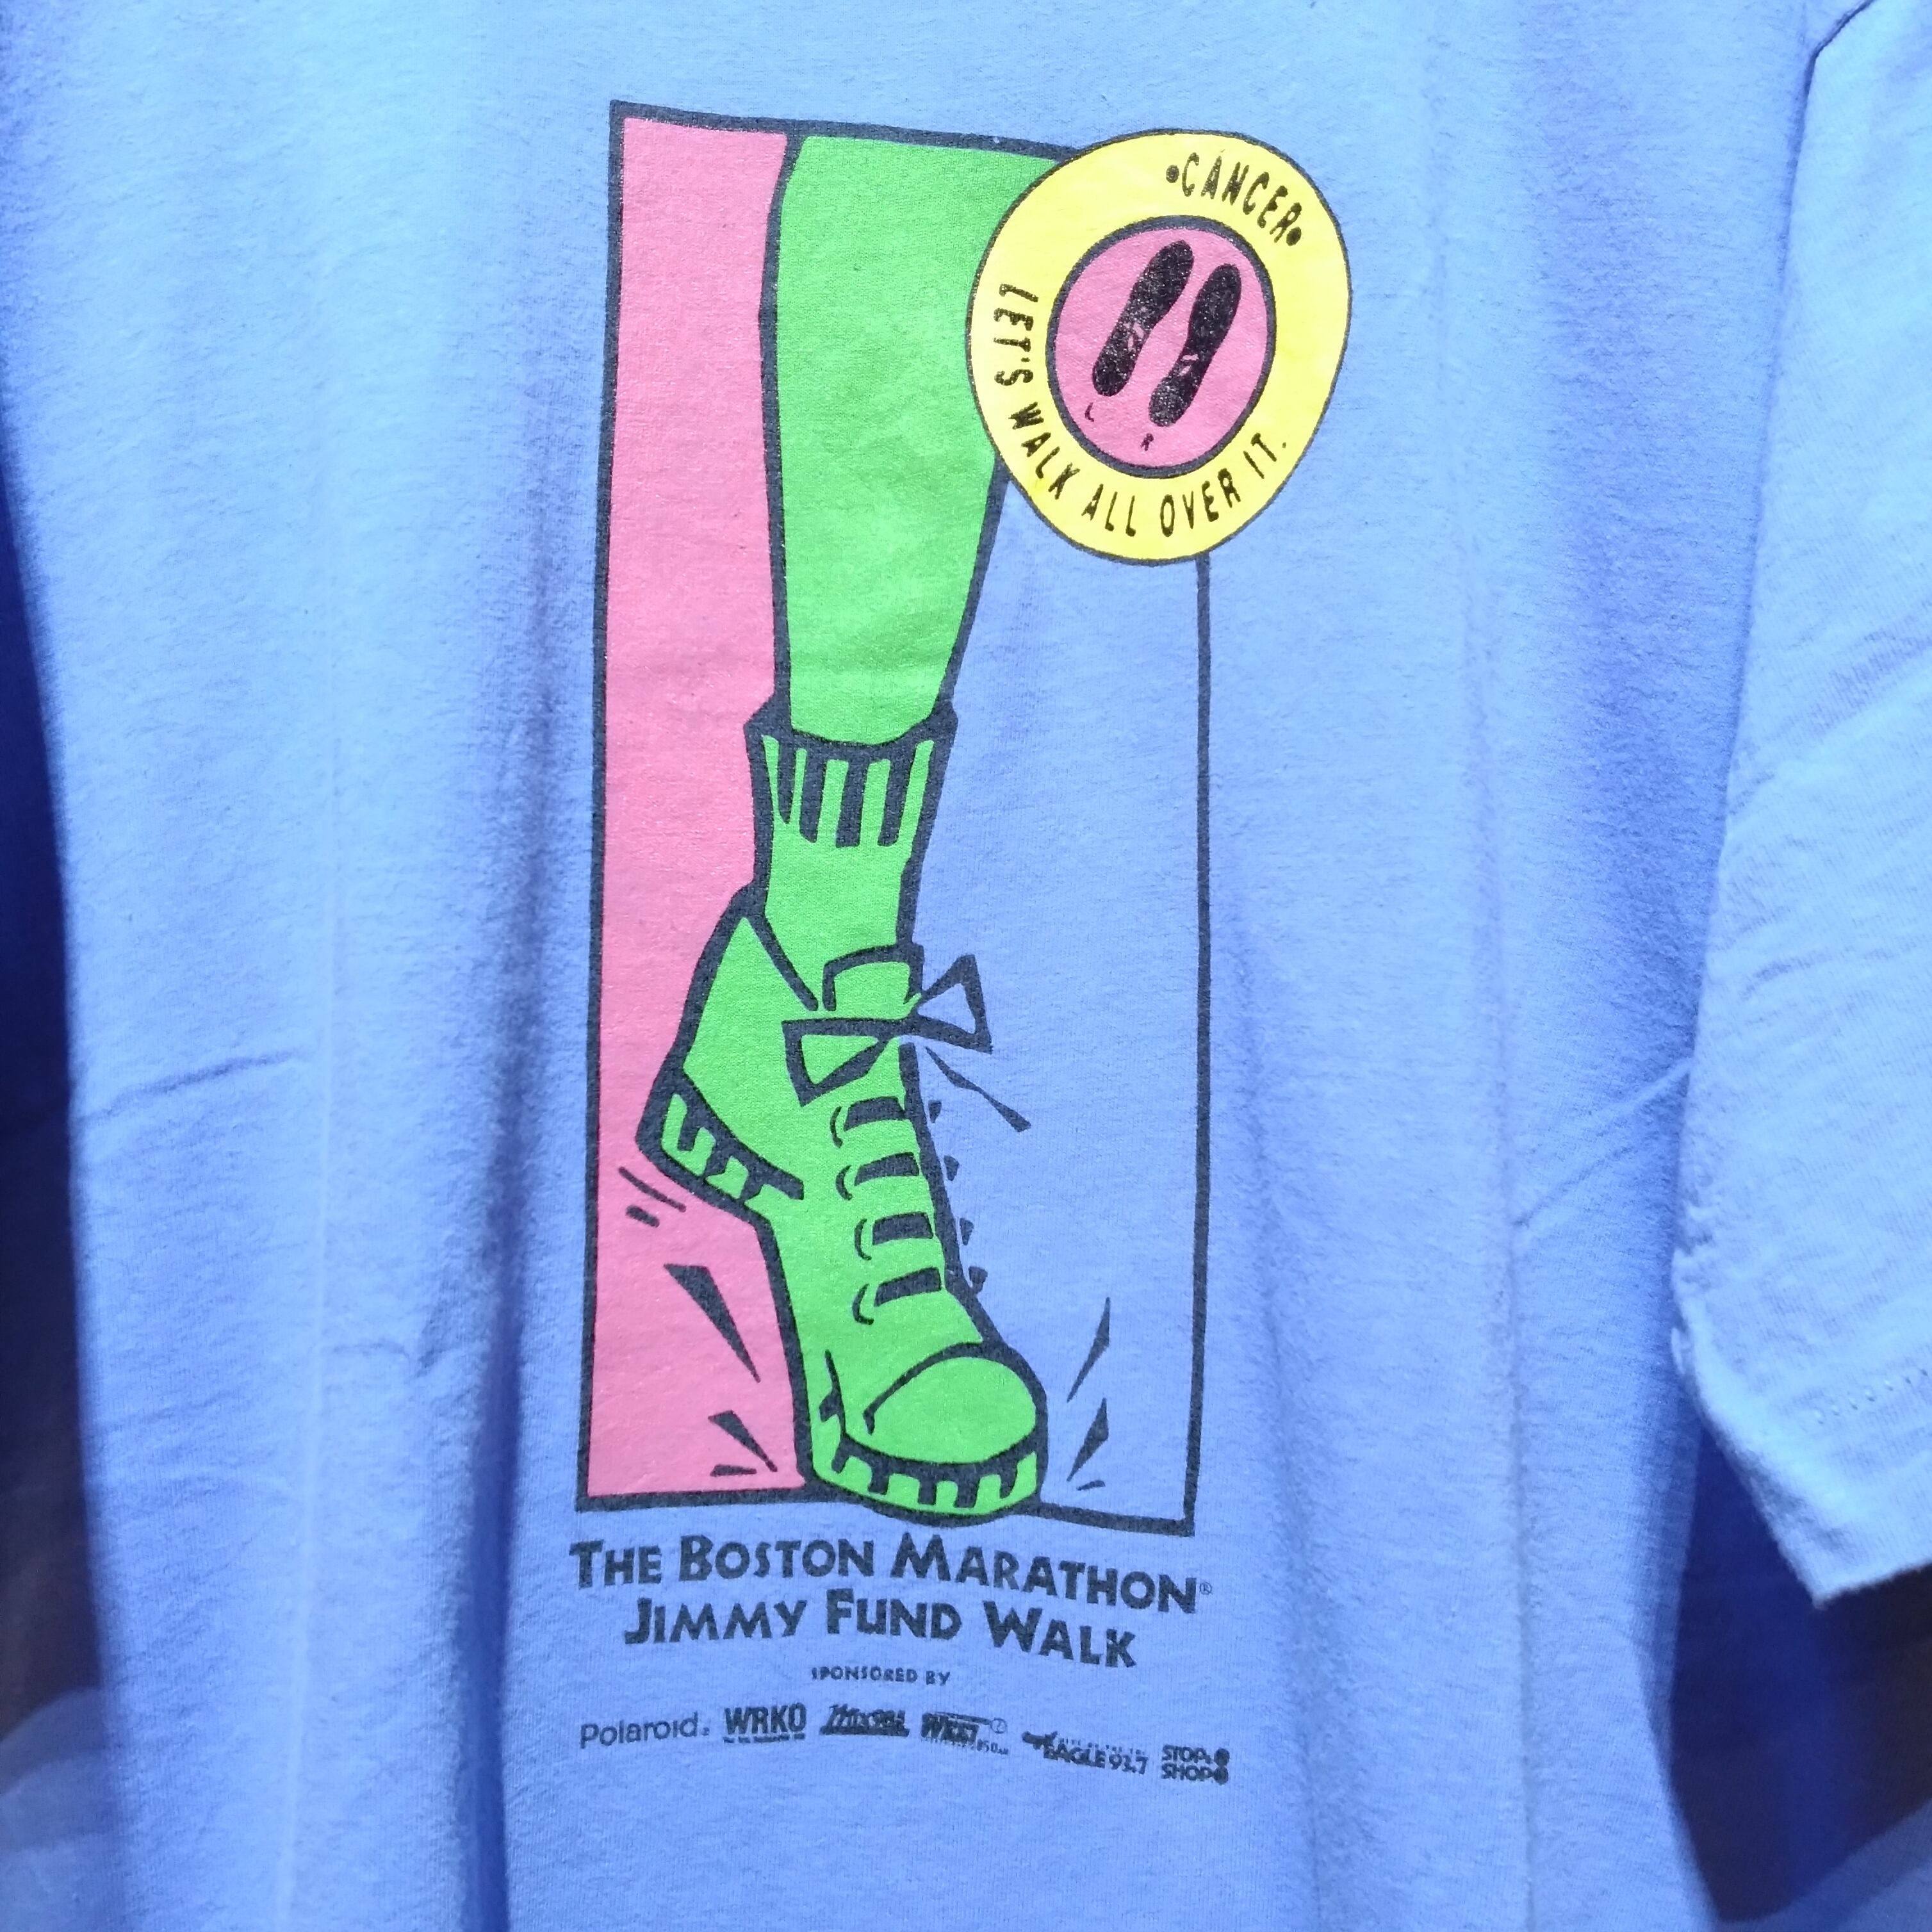 •CANCER•
LET'S WALK ALL OVER IT.
L
R
THE BOSTON MARATHON®
JIMMY FUND WALK
SPONSORED BY
Polaroid. WRKO EAGLE 93.7 STOP & SHOP